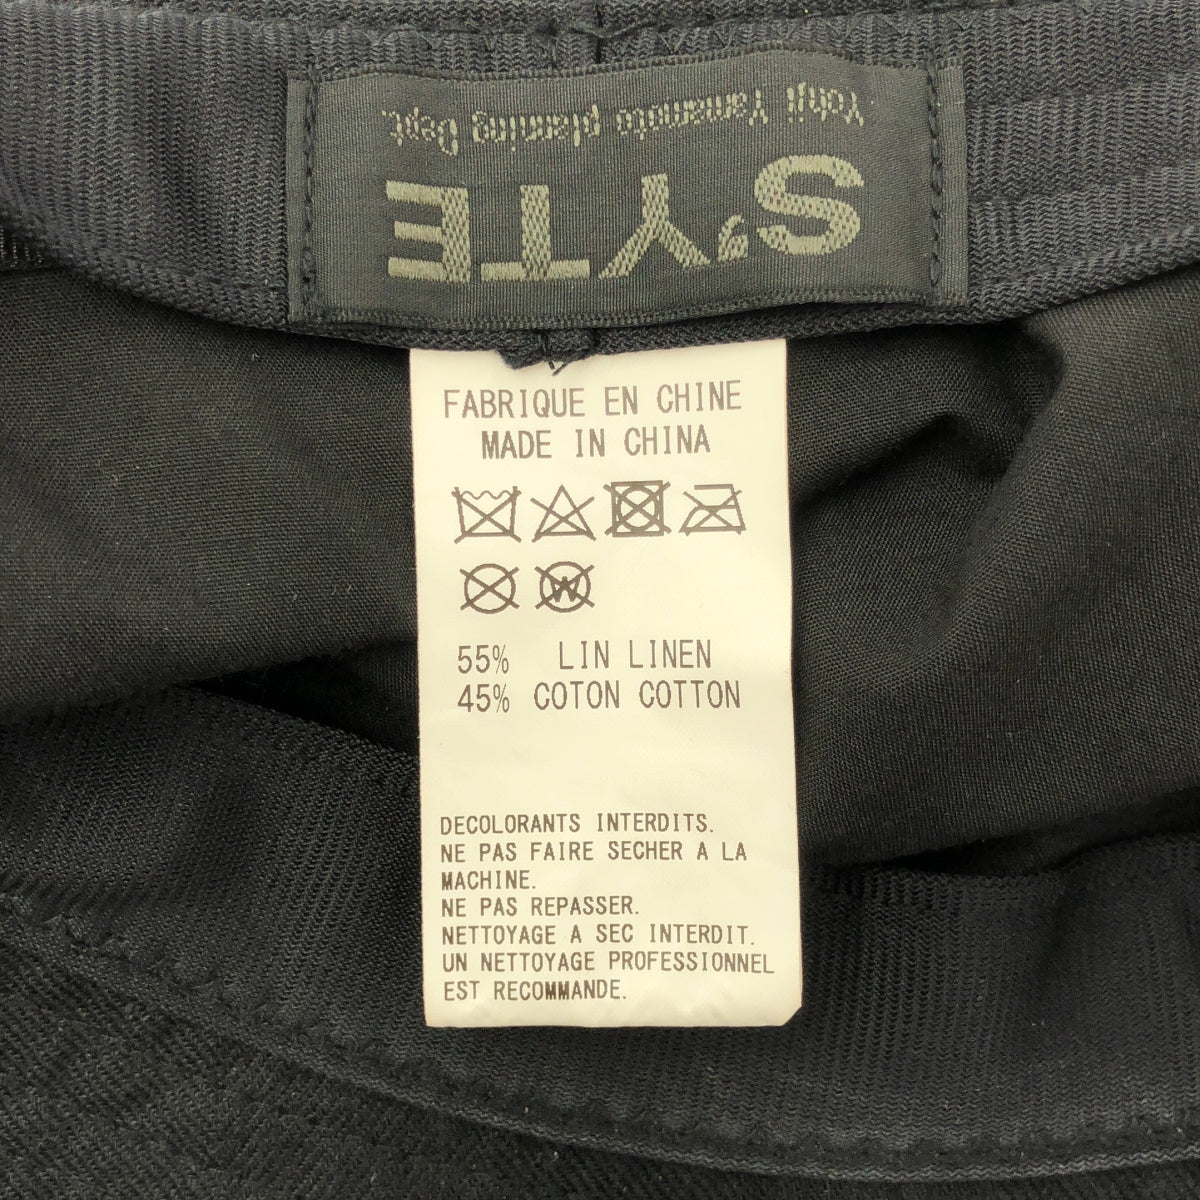 S'YTE
Yohji Yamamoto planing Dept.
FABRIQUE EN CHINE
MADE IN CHINA
W
55% LIN LINEN
45% COTON COTTON
DECOLORANTS INTERDITS.
NE PAS FAIRE SECHER A LA
MACHINE.
NE PAS REPASSER.
NETTOYAGE A SEC INTERDIT.
UN NETTOYAGE PROFESSIONNEL
EST RECOMMANDE.